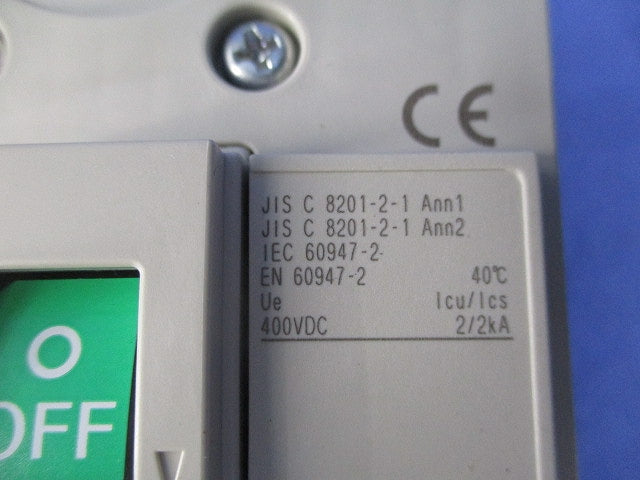 CE
JIS C 8201-2-1 Ann1
JIS C 8201-2-1 Ann2
IEC 60947-2
EN 60947-2 40℃
Ue Icu/Ics
400VDC 2/2kA
O
OFF